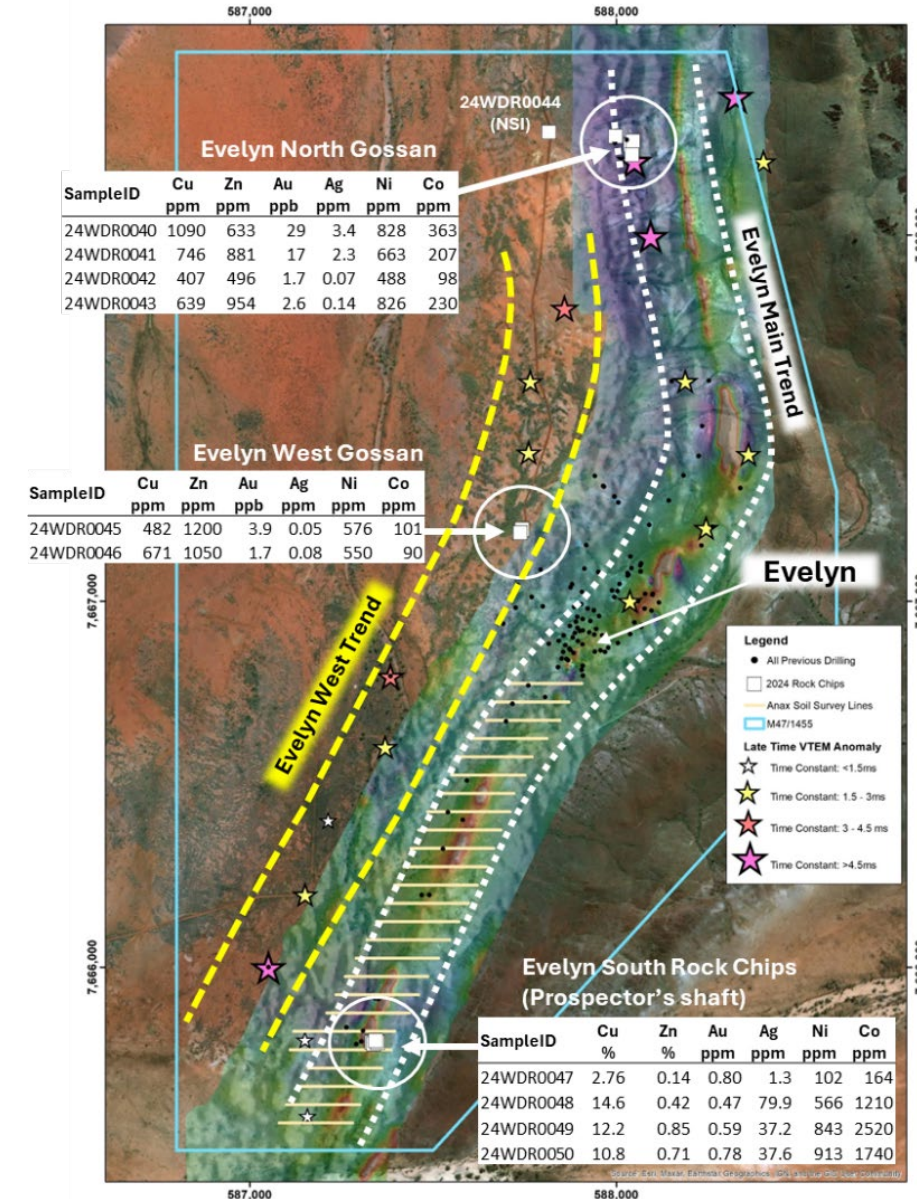 587,000 588,000
24WDR0044
(NSI)
Evelyn North Gossan
SampleID Cu ppm Zn ppm Au ppb Ag ppm Ni ppm Co ppm
24WDR0040 1090 633 29 3.4 828 363
24WDR0041 746 881 17 2.3 663 207
24WDR0042 407 496 1.7 0.07 488 98
24WDR0043 639 954 2.6 0.14 826 230
Evelyn Main Trend
Evelyn West Gossan
SampleID Cu ppm Zn ppm Au ppb Ag ppm Ni ppm Co ppm
24WDR0045 482 1200 3.9 0.05 576 101
24WDR0046 671 1050 1.7 0.08 550 90
Evelyn
7,667,000
Evelyn West Trend
Legend
All Previous Drilling
2024 Rock Chips
Anax Soil Survey Lines
M47/1455
Late Time VTEM Anomaly
Time Constant: <1.5ms
Time Constant: 1.5 - 3ms
Time Constant: 3 - 4.5 ms
Time Constant: >4.5ms
7,666,000
Evelyn South Rock Chips
(Prospector's shaft)
SampleID Cu % Zn % Au ppm Ag ppm Ni ppm Co ppm
24WDR0047 2.76 0.14 0.80 1.3 102 164
24WDR0048 14.6 0.42 0.47 79.9 566 1210
24WDR0049 12.2 0.85 0.59 37.2 843 2520
24WDR0050 10.8 0.71 0.78 37.6 913 1740
Source: Esri, Maxar, Earthstar Geographics
587,000 588,000